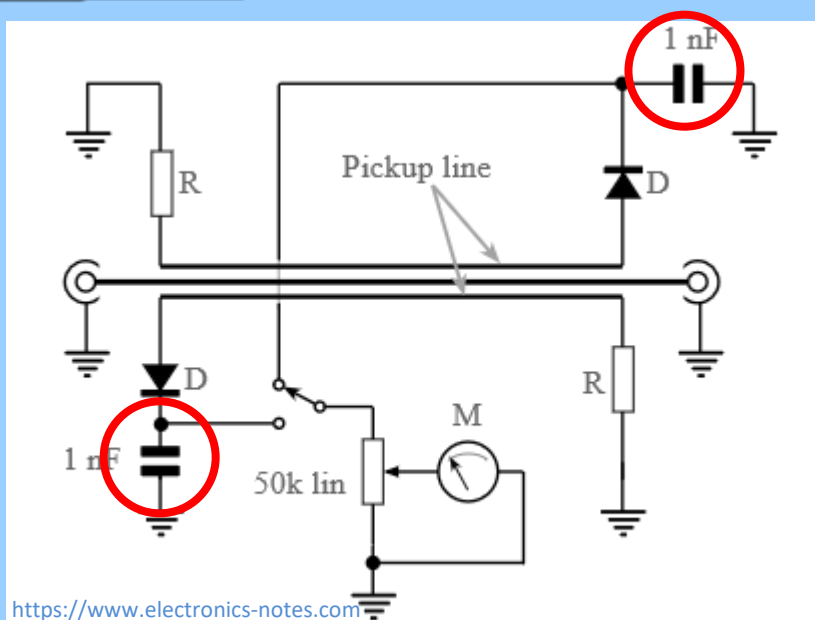 1 nF
R
Pickup line
D
D
R
M
1 nF
50k lin
https://www.electronics-notes.com